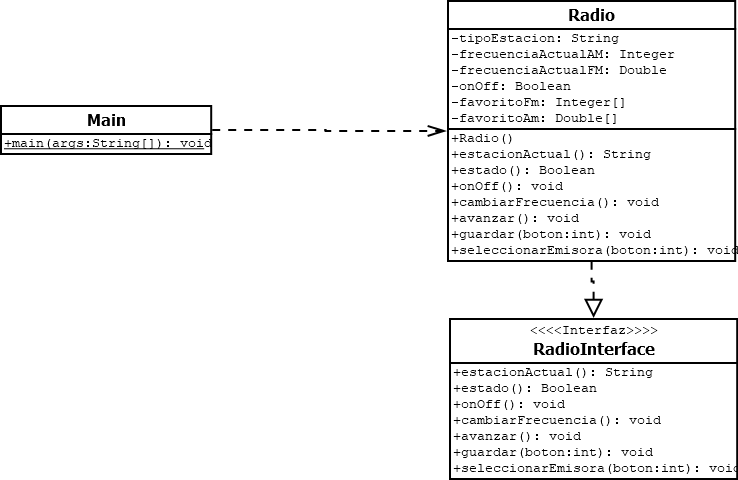 Radio
-tipoEstacion: String
-frecuenciaActualAM: Integer
-frecuenciaActualFM: Double
-onOff: Boolean
-favoritoFm: Integer[]
-favoritoAm: Double[]
+Radio()
+estacionActual(): String
+estado(): Boolean
+onOff(): void
+cambiarFrecuencia(): void
+avanzar(): void
+guardar(boton:int): void
+seleccionarEmisora(boton:int): void
Main
+main(args:String[]): void
<<<<Interfaz>>>>
RadioInterface
+estacionActual(): String
+estado(): Boolean
+onOff(): void
+cambiarFrecuencia(): void
+avanzar(): void
+guardar(boton:int): void
+seleccionarEmisora(boton:int): void